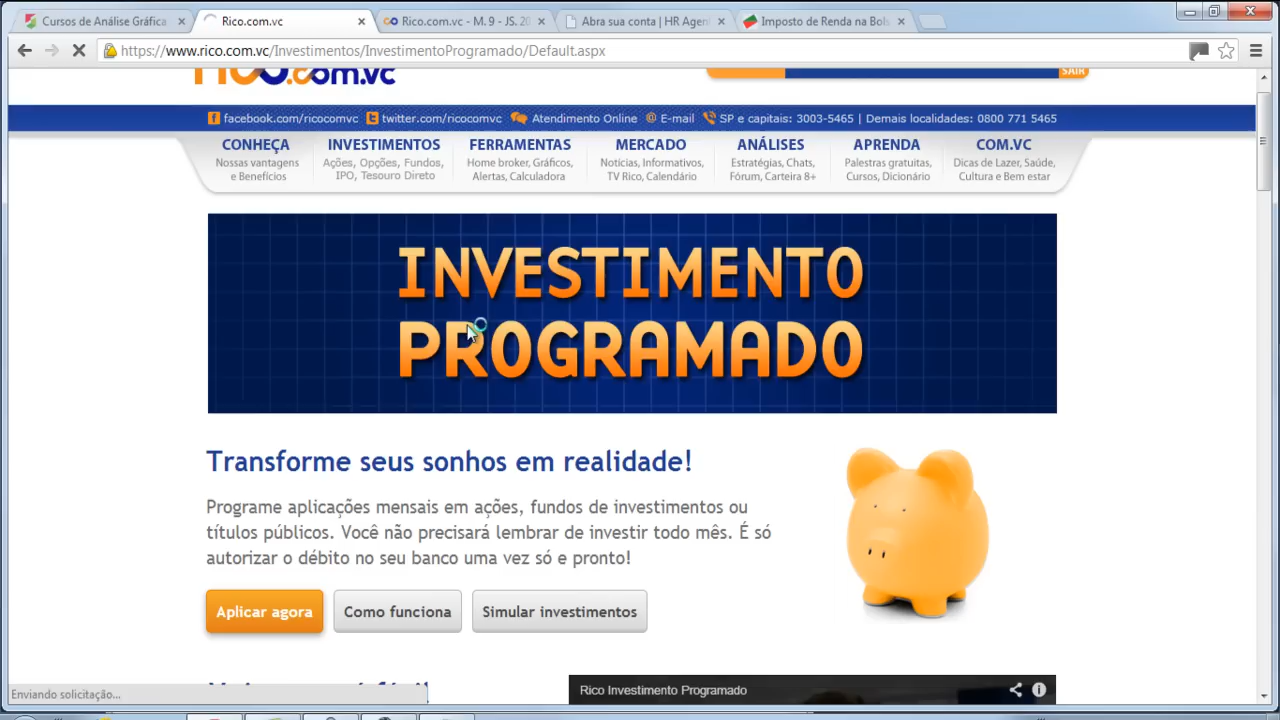 Cursos de Análise Gráfica
Rico.com.vc
Rico.com.vc - M. 9 - JS. 20
Abra sua conta | HR Agen
Imposto de Renda na Bols
https://www.rico.com.vc/Investimentos/InvestimentoProgramado/Default.aspx
rico.com.vc
SAIR
facebook.com/ricocomvc
twitter.com/ricocomvc
Atendimento Online
@ E-mail
SP e capitais: 3003-5465 | Demais localidades: 0800 771 5465
CONHEÇA
Nossas vantagens
e Benefícios
INVESTIMENTOS
Ações, Opções, Fundos,
IPO, Tesouro Direto
FERRAMENTAS
Home broker, Gráficos,
Alertas, Calculadora
MERCADO
Notícias, Informativos,
TV Rico, Calendário
ANÁLISES
Estratégias, Chats,
Fórum, Carteira 8+
APRENDA
Palestras gratuitas,
Cursos, Dicionário
COM.VC
Dicas de Lazer, Saúde,
Cultura e Bem estar
INVESTIMENTO
PROGRAMADO
Transforme seus sonhos em realidade!
Programe aplicações mensais em ações, fundos de investimentos ou
títulos públicos. Você não precisará lembrar de investir todo mês. É só
autorizar o débito no seu banco uma vez só e pronto!
Aplicar agora
Como funciona
Simular investimentos
Rico Investimento Programado
Enviando solicitação...